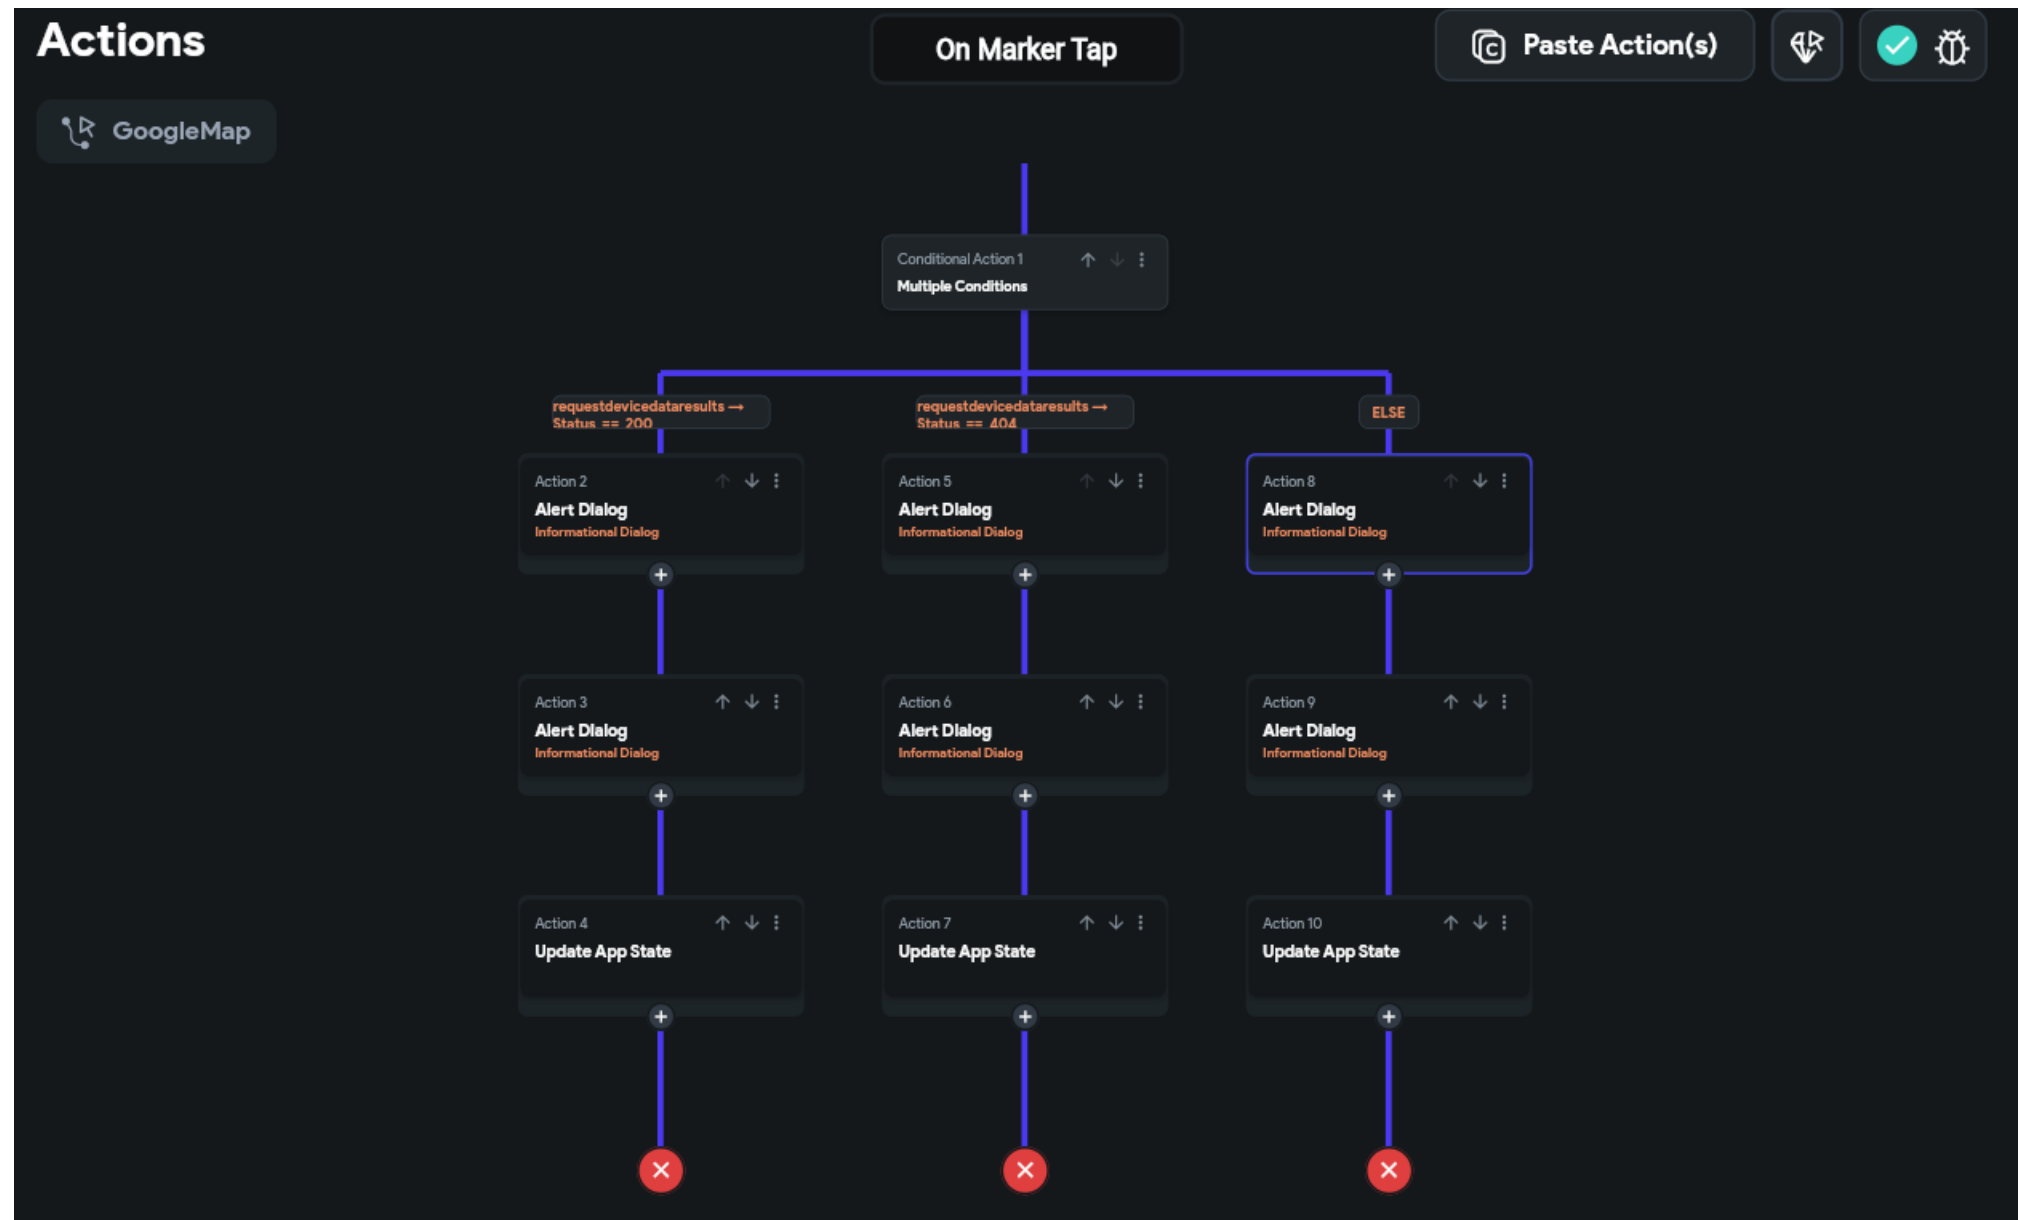 Actions
On Marker Tap
Paste Action(s)
GoogleMap
Conditional Action 1
Multiple Conditions
requestdevicedataresults →
Status == 200
requestdevicedataresults →
Status == 404
ELSE
Action 2
Alert Dialog
Informational Dialog
Action 5
Alert Dialog
Informational Dialog
Action 8
Alert Dialog
Informational Dialog
Action 3
Alert Dialog
Informational Dialog
Action 6
Alert Dialog
Informational Dialog
Action 9
Alert Dialog
Informational Dialog
Action 4
Update App State
Action 7
Update App State
Action 10
Update App State